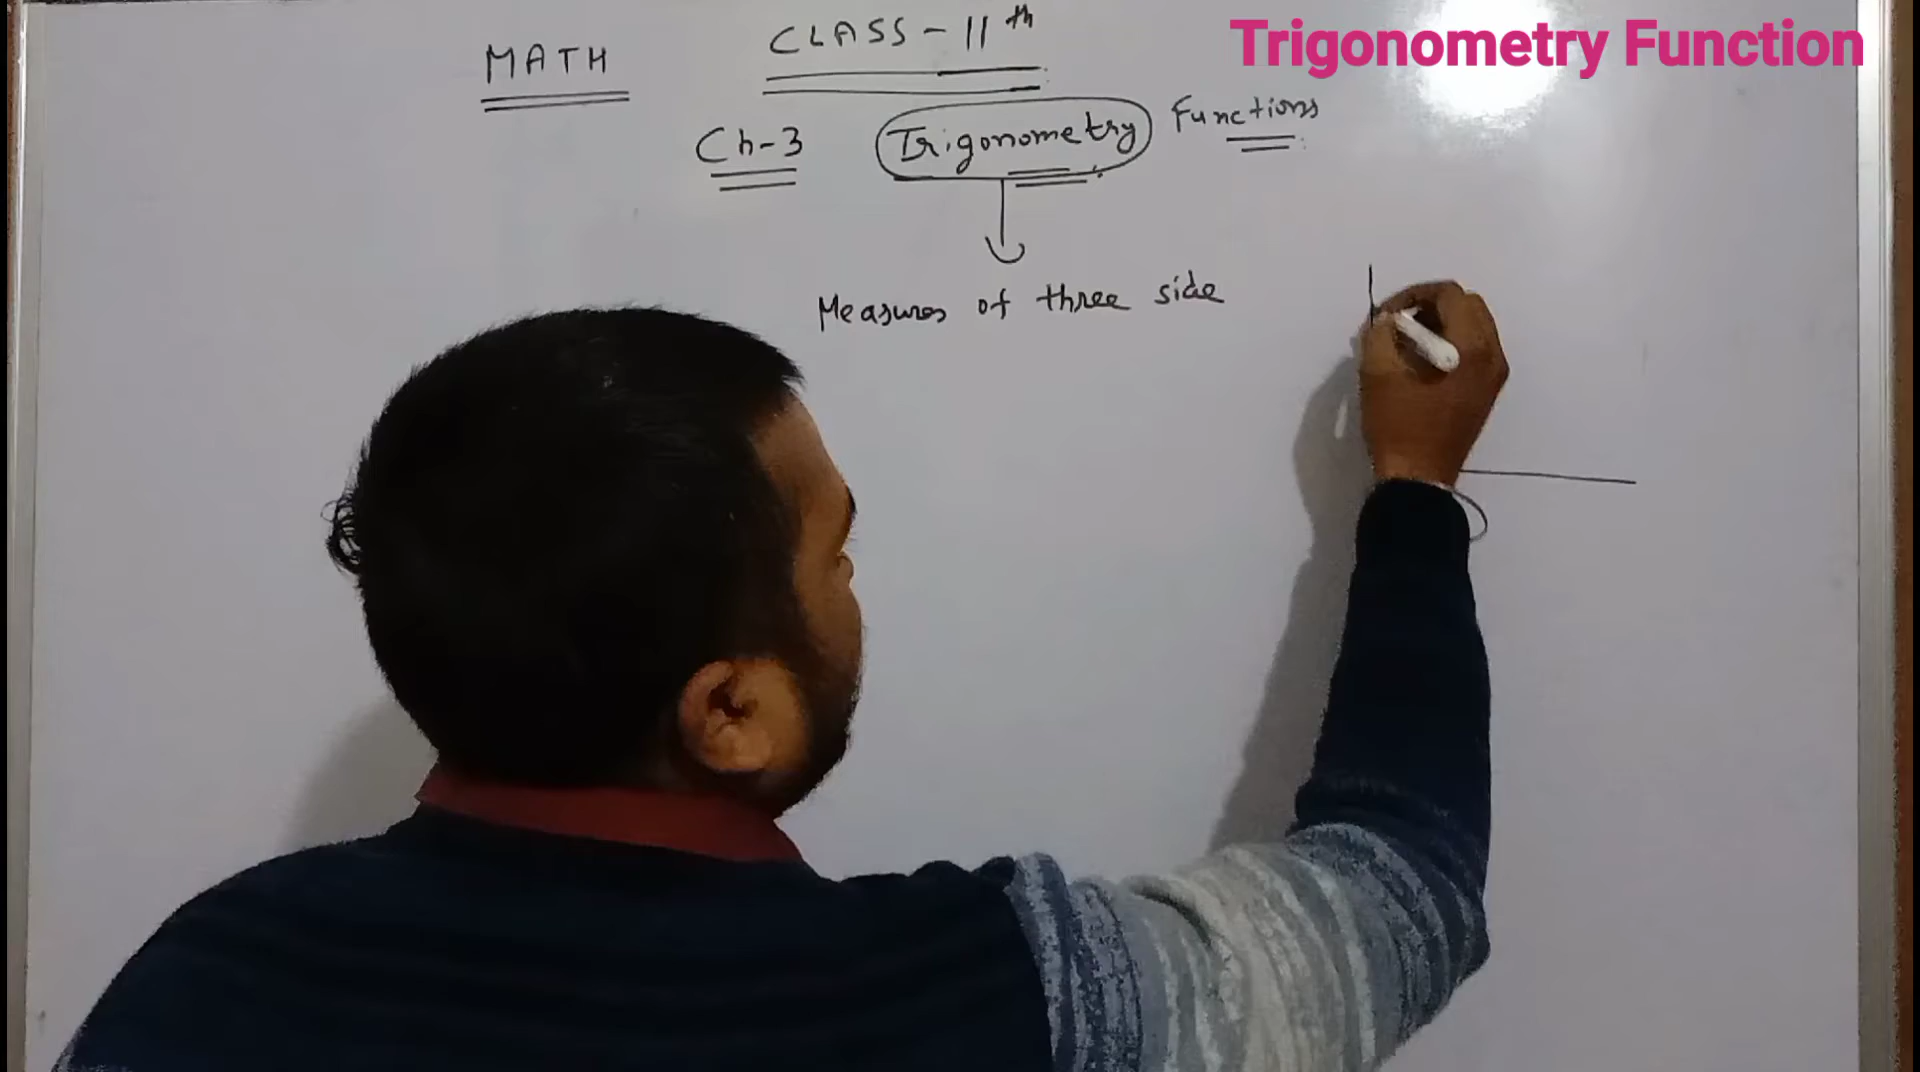 Trigonometry Function
MATH CLASS-11th
Ch-3 Trigonometry Functions
Measures of three side